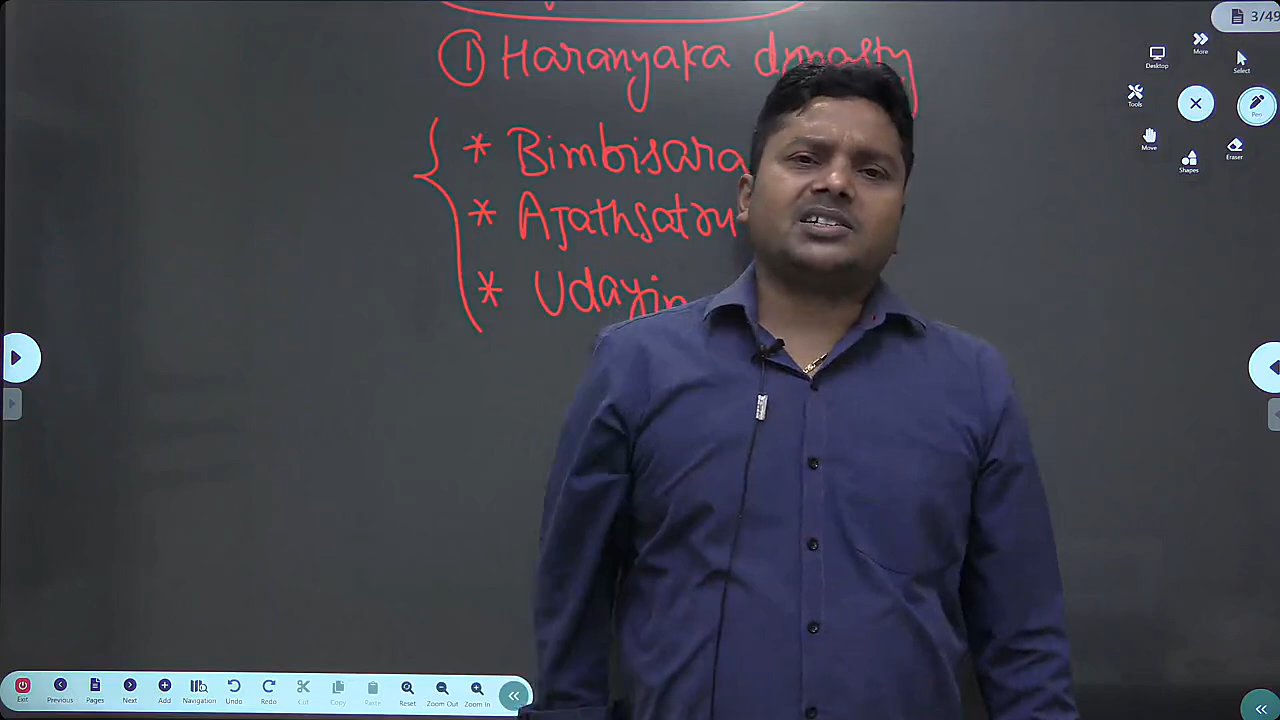 3/49
① Haranyaka dynasty
* Bimbisara
* Ajathsatru
* Udayin
More
Desktop
Select
Tools
Pen
Move
Eraser
Shapes
Exit Previous Pages Next Add Navigation Undo Redo Cut Copy Paste Reset Zoom Out Zoom In